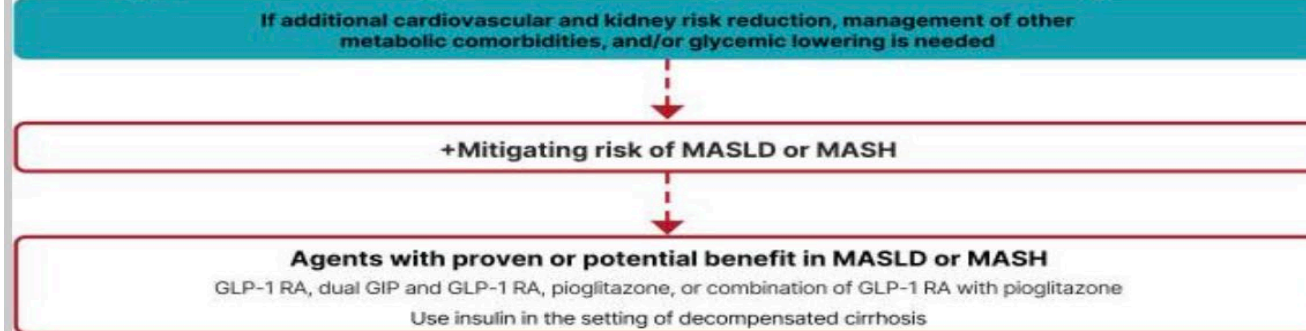 If additional cardiovascular and kidney risk reduction, management of other
metabolic comorbidities, and/or glycemic lowering is needed
+Mitigating risk of MASLD or MASH
Agents with proven or potential benefit in MASLD or MASH
GLP-1 RA, dual GIP and GLP-1 RA, pioglitazone, or combination of GLP-1 RA with pioglitazone
Use insulin in the setting of decompensated cirrhosis